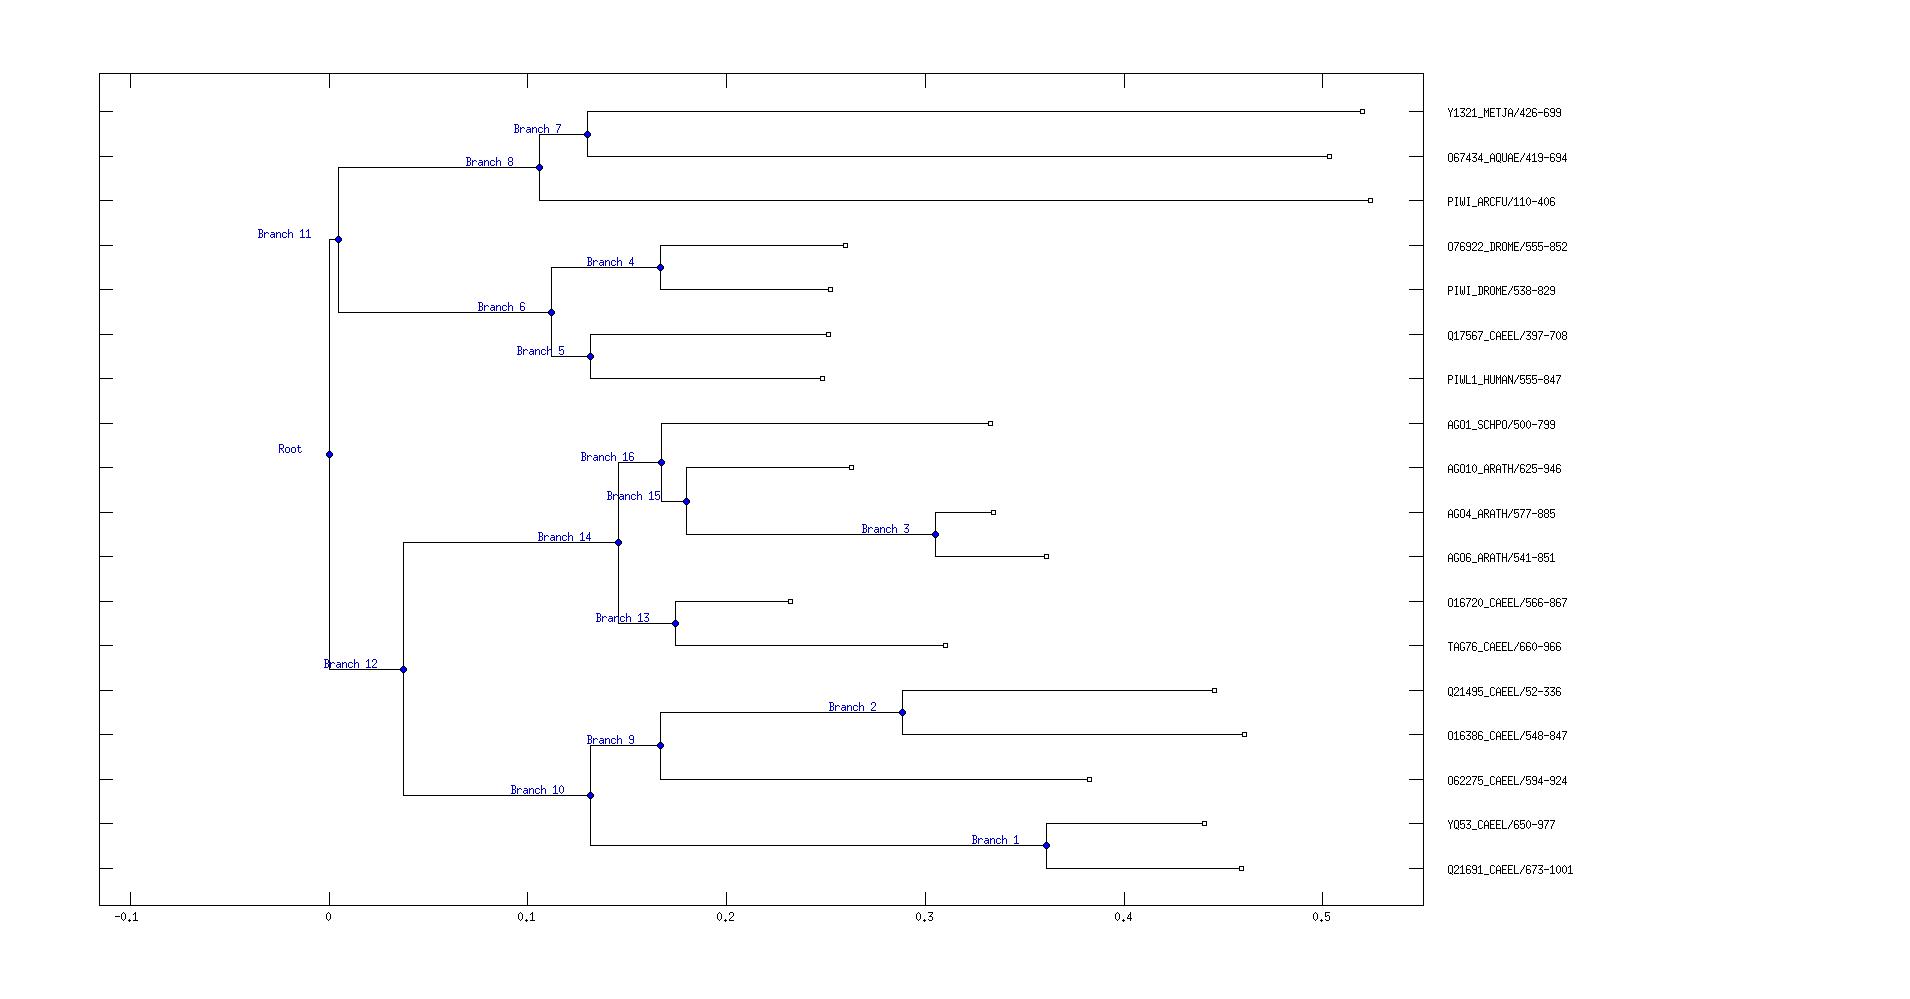 Y1321_METJA/426-699
Branch 7
O67434_AQUAE/419-694
Branch 8
PIWI_ARCFU/110-406
Branch 11
O76922_DROME/555-852
Branch 4
PIWI_DROME/538-829
Branch 6
Q17567_CAEEL/397-708
Branch 5
PIWL1_HUMAN/555-847
AGO1_SCHPO/500-799
Root
Branch 16
AGO10_ARATH/625-946
Branch 15
AGO4_ARATH/577-885
Branch 3
Branch 14
AGO6_ARATH/541-851
O16720_CAEEL/566-867
Branch 13
TAG76_CAEEL/660-966
Branch 12
Q21495_CAEEL/52-336
Branch 2
O16386_CAEEL/548-847
Branch 9
O62275_CAEEL/594-924
Branch 10
YQ53_CAEEL/650-977
Branch 1
Q21691_CAEEL/673-1001
-0.1 0 0.1 0.2 0.3 0.4 0.5